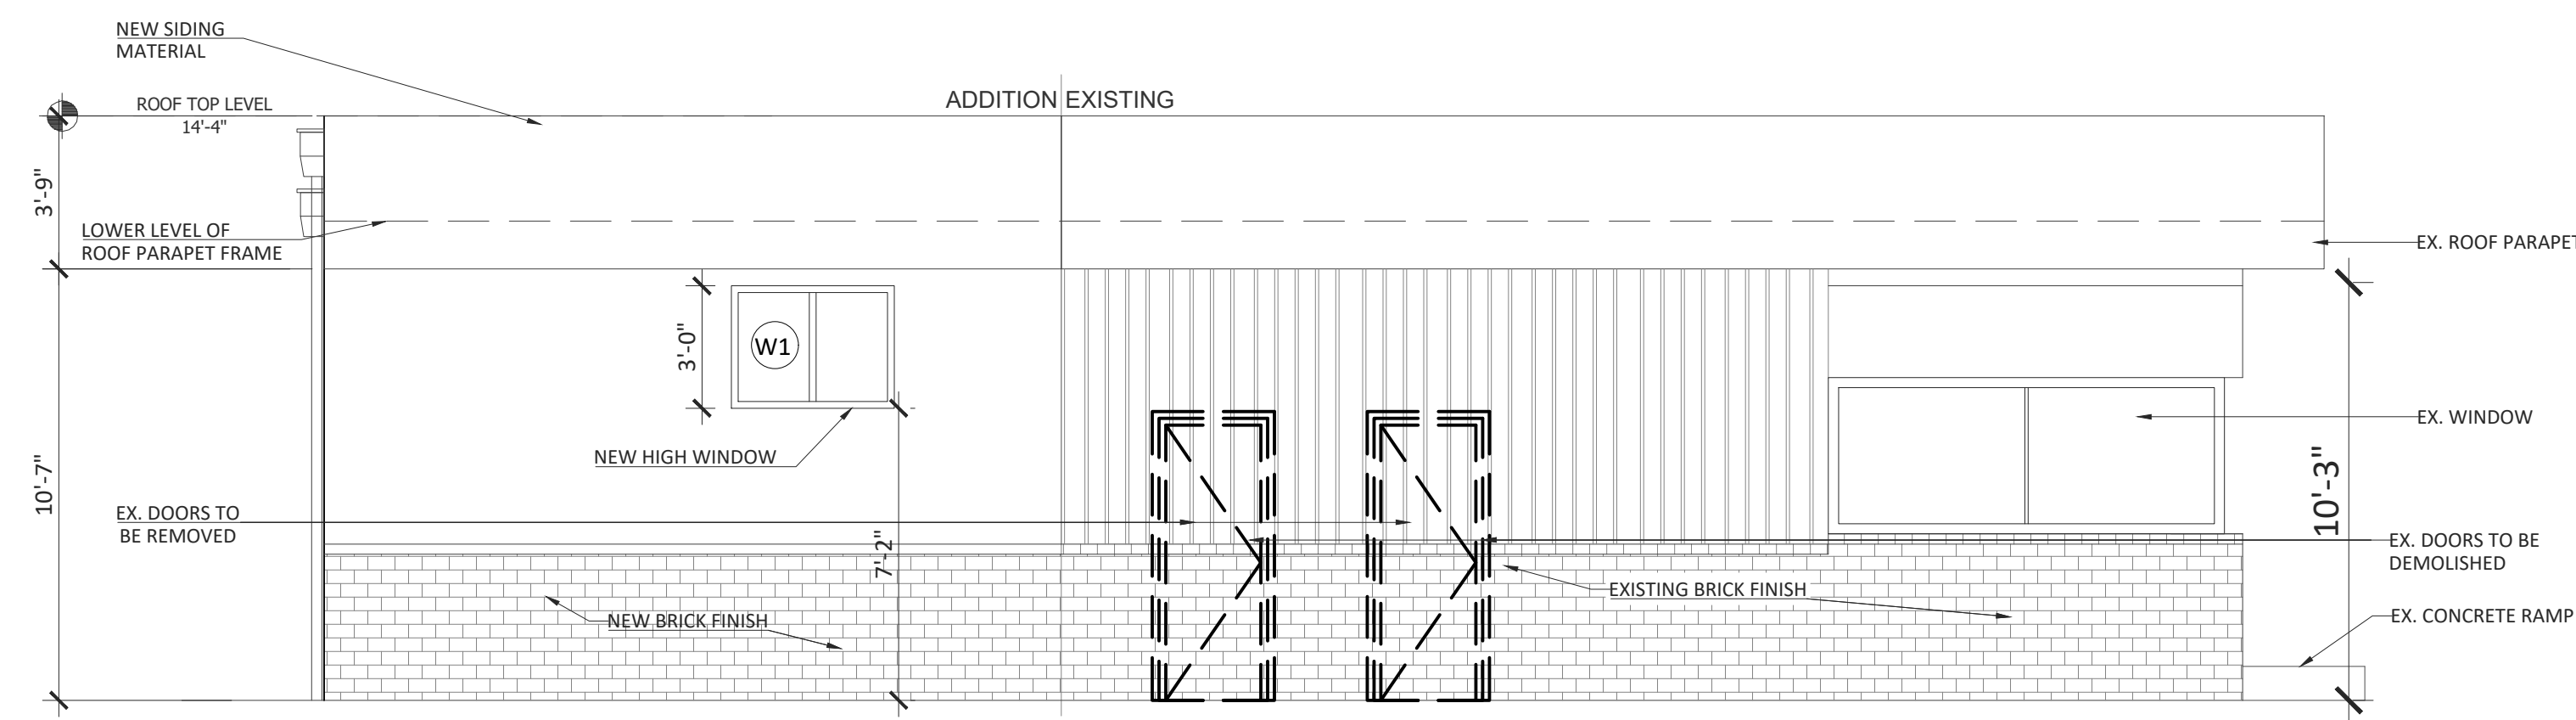 NEW SIDING
MATERIAL
ADDITION EXISTING
ROOF TOP LEVEL
14'-4"
3'-9"
LOWER LEVEL OF
ROOF PARAPET FRAME
EX. ROOF PARAPET
3'-0"
W1
EX. WINDOW
NEW HIGH WINDOW
10'-7"
10'-3"
EX. DOORS TO
BE REMOVED
7'-2"
EX. DOORS TO BE
DEMOLISHED
EXISTING BRICK FINISH
NEW BRICK FINISH
EX. CONCRETE RAMP